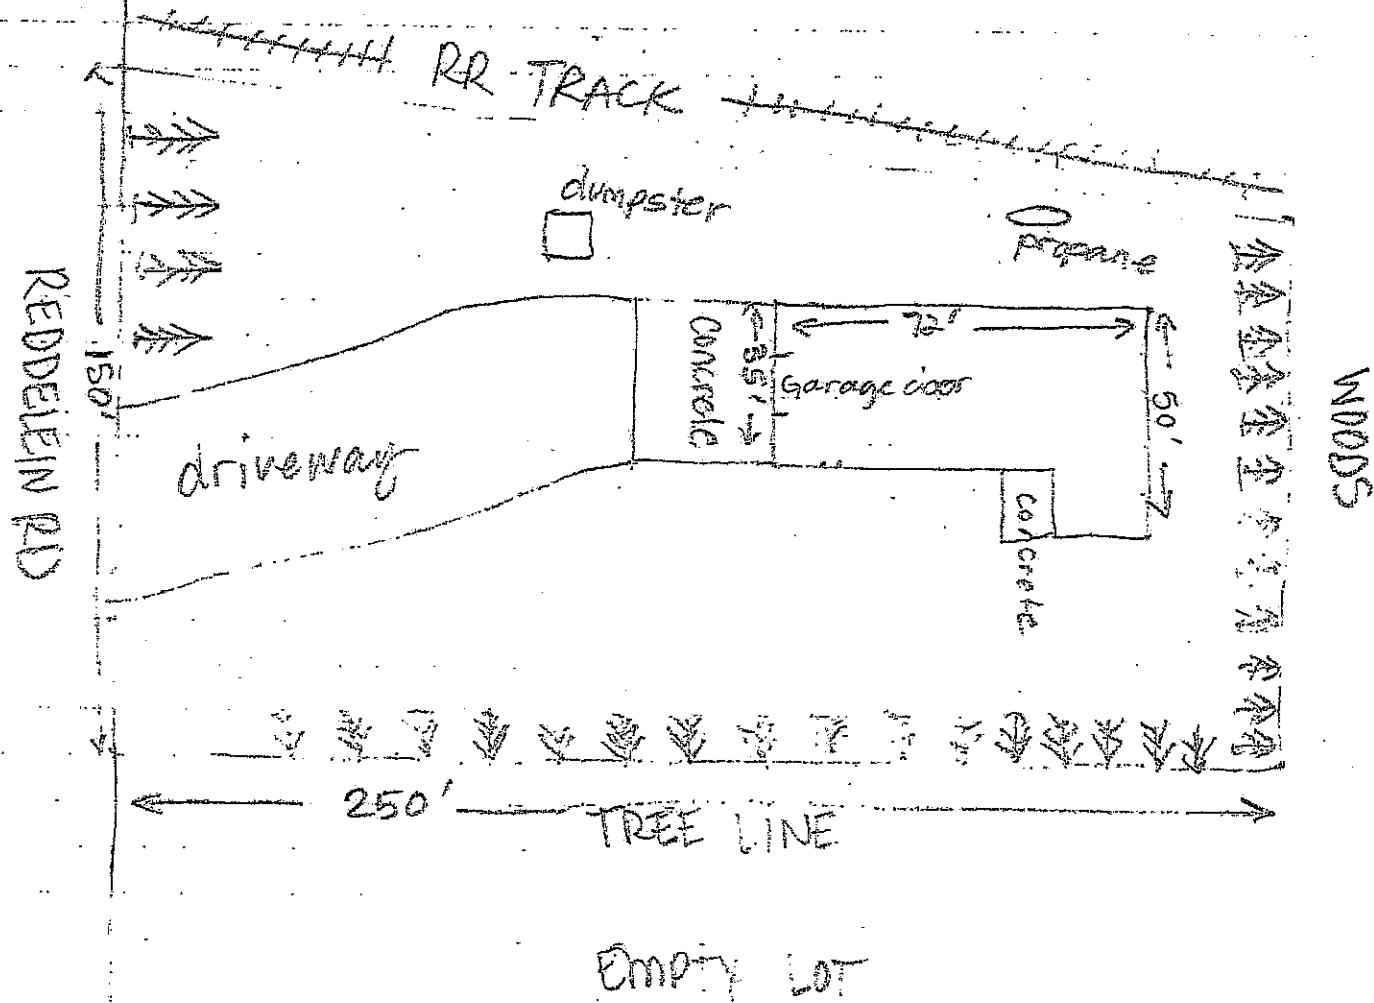 RR TRACK
dumpster
propane
REDDELEIN RD
150'
driveway
Concrete
35'
72'
Garage door
50'
Concrete
WOODS
250'
TREE LINE
Empty LOT